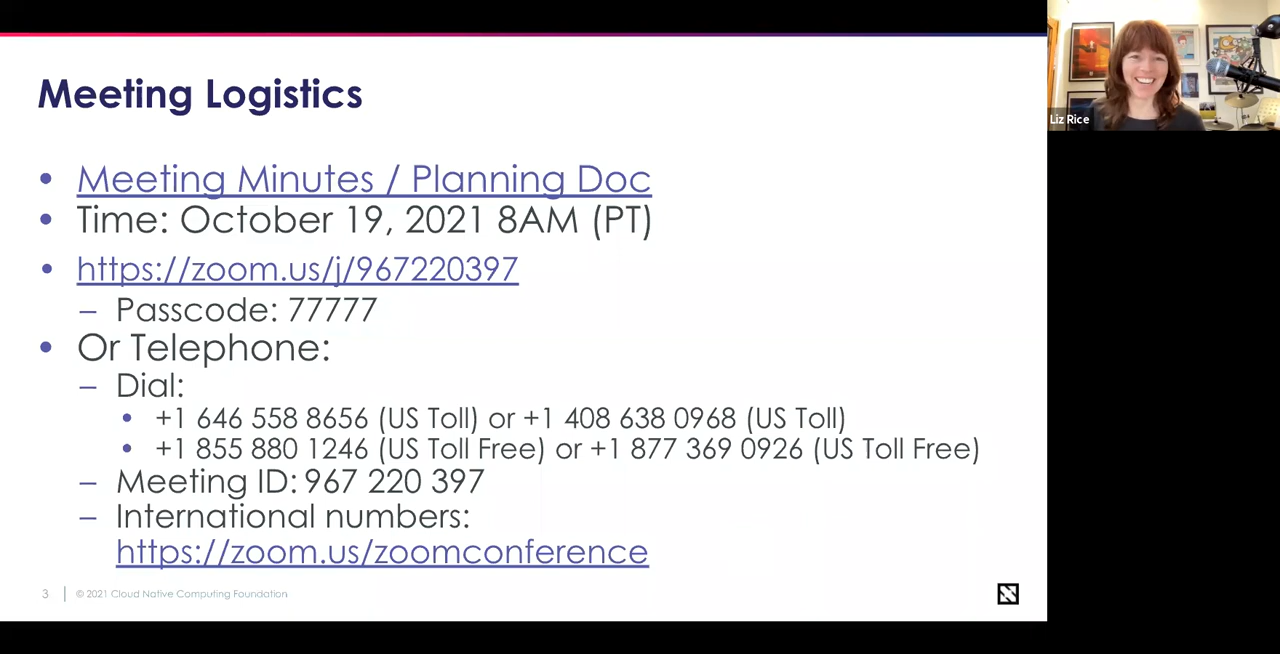 Meeting Logistics
• Meeting Minutes / Planning Doc
• Time: October 19, 2021 8AM (PT)
• https://zoom.us/j/967220397
– Passcode: 77777
• Or Telephone:
– Dial:
• +1 646 558 8656 (US Toll) or +1 408 638 0968 (US Toll)
• +1 855 880 1246 (US Toll Free) or +1 877 369 0926 (US Toll Free)
– Meeting ID: 967 220 397
– International numbers:
https://zoom.us/zoomconference
3 | © 2021 Cloud Native Computing Foundation
Liz Rice